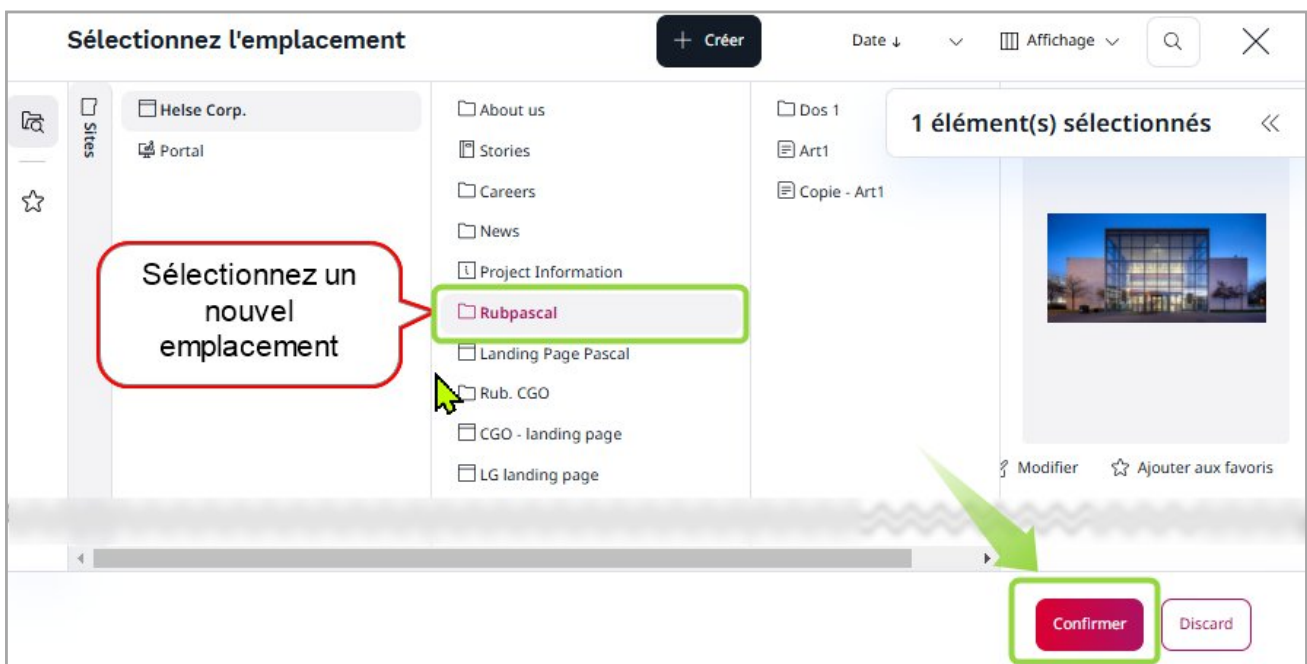 Sélectionnez l'emplacement
Créer
Date ↓
Affichage
Sites
Helse Corp.
Portal
About us
Stories
Careers
News
Project Information
Rubpascal
Landing Page Pascal
Rub. CGO
CGO - landing page
LG landing page
Dos 1
Art1
Copie - Art1
1 élément(s) sélectionnés
Sélectionnez un
nouvel
emplacement
Modifier
Ajouter aux favoris
Confirmer
Discard